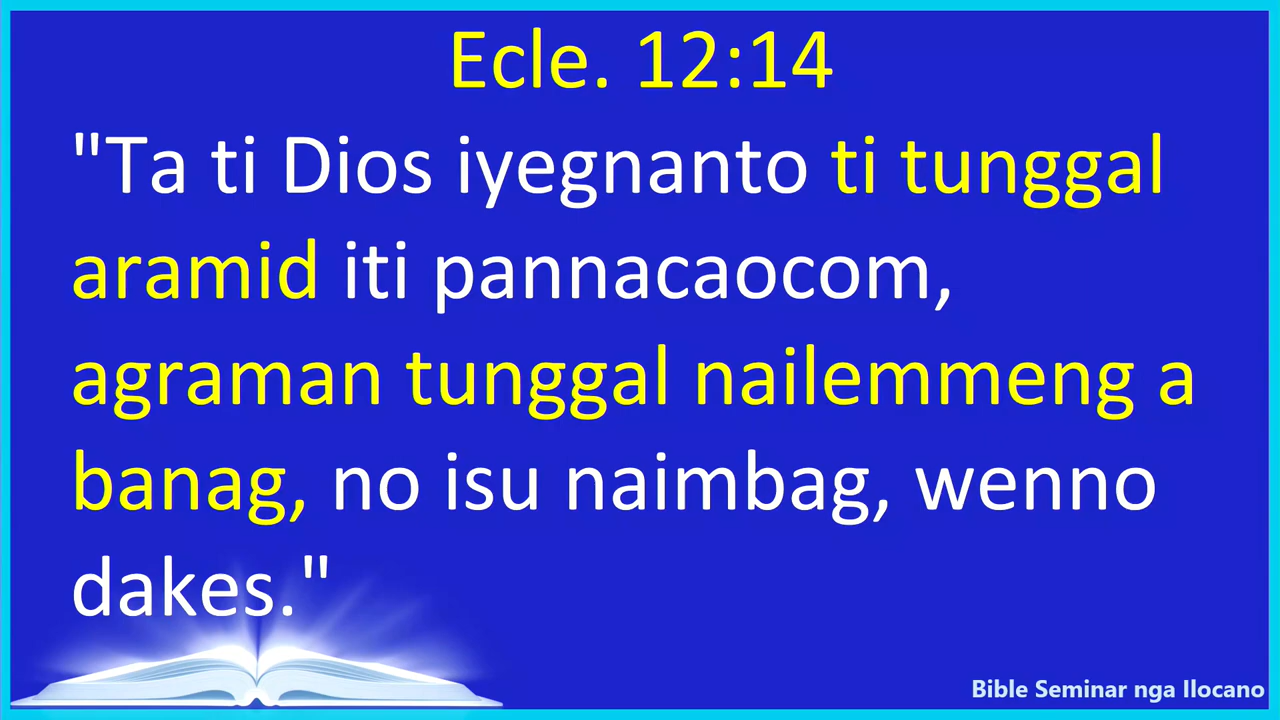 Ecle. 12:14
"Ta ti Dios iyegnanto ti tunggal
aramid iti pannacaocom,
agraman tunggal nailemmeng a
banag, no isu naimbag, wenno
dakes."
Bible Seminar nga Ilocano